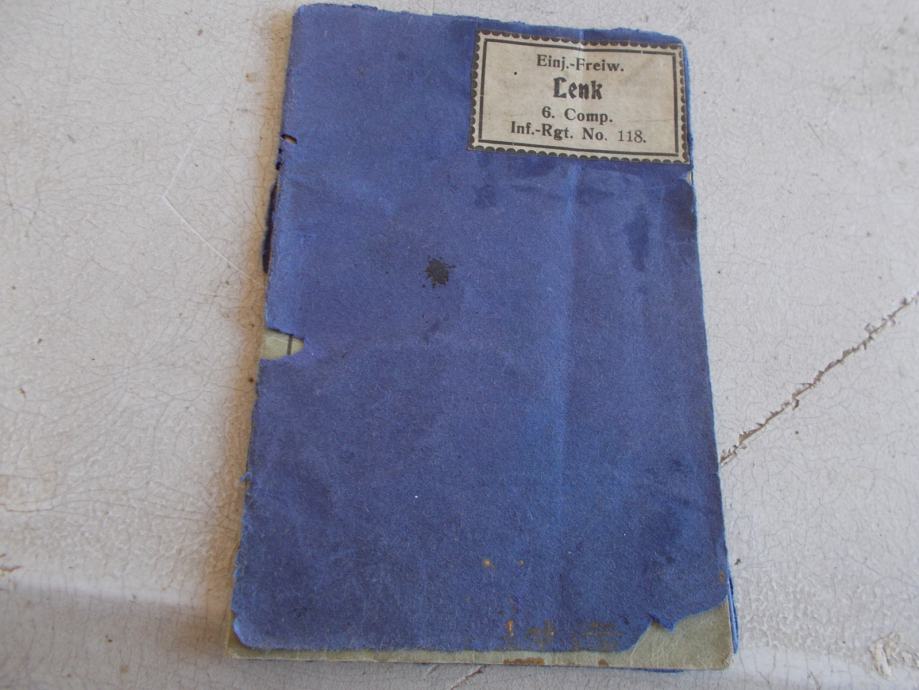 Einj.-Freiw.
Lenk
6. Comp.
Inf.-Rgt. No. 118.